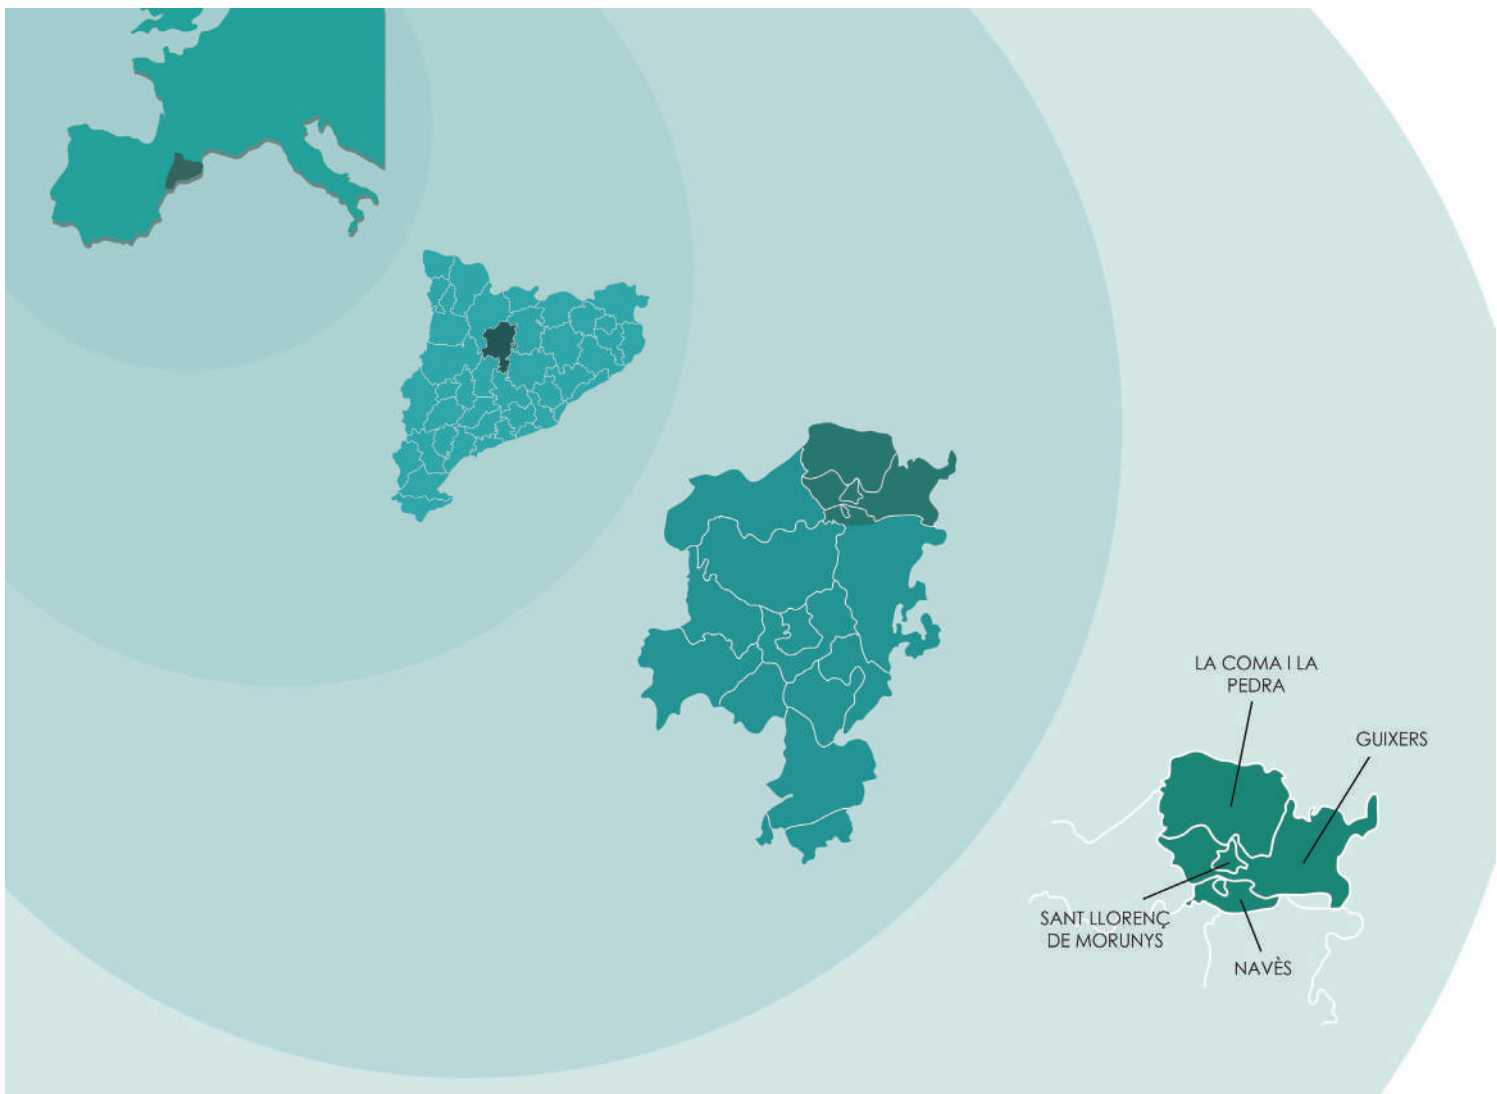 LA COMA I LA
PEDRA
GUIXERS
SANT LLORENÇ
DE MORUNYS
NAVÈS